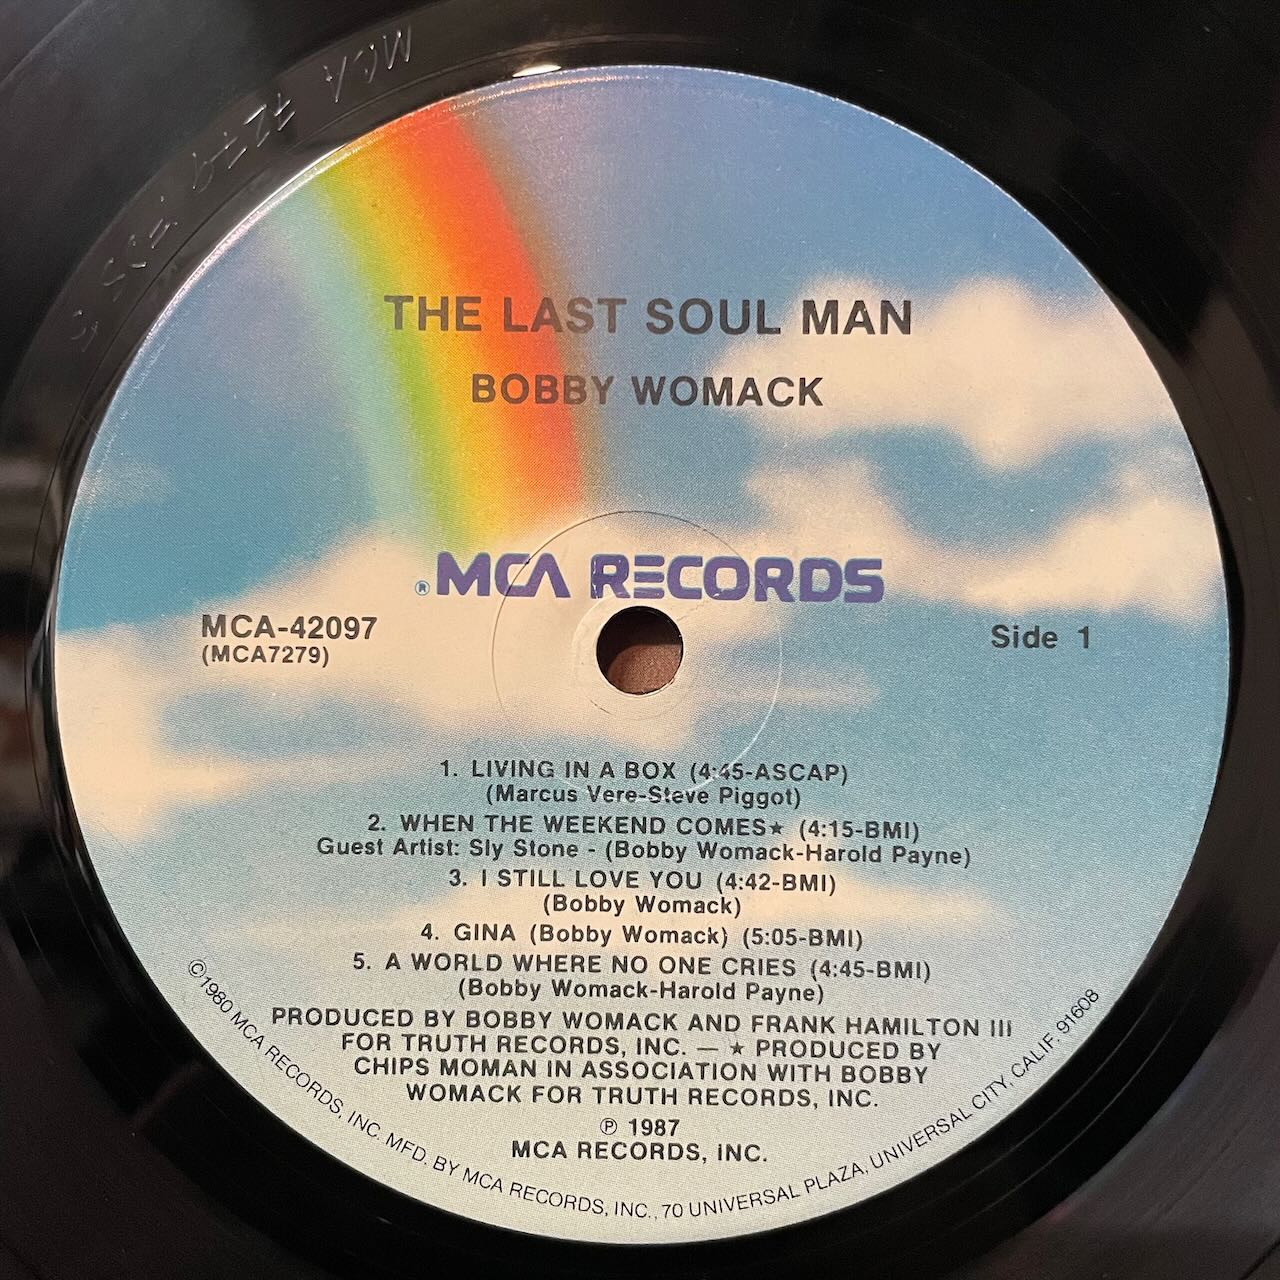 MCA 7279
THE LAST SOUL MAN
BOBBY WOMACK
® MCA RECORDS
MCA-42097
(MCA7279)
Side 1
1. LIVING IN A BOX (4:45-ASCAP)
(Marcus Vere-Steve Piggot)
2. WHEN THE WEEKEND COMES★ (4:15-BMI)
Guest Artist: Sly Stone - (Bobby Womack-Harold Payne)
3. I STILL LOVE YOU (4:42-BMI)
(Bobby Womack)
4. GINA (Bobby Womack) (5:05-BMI)
5. A WORLD WHERE NO ONE CRIES (4:45-BMI)
(Bobby Womack-Harold Payne)
PRODUCED BY BOBBY WOMACK AND FRANK HAMILTON III
FOR TRUTH RECORDS, INC. — ★ PRODUCED BY
CHIPS MOMAN IN ASSOCIATION WITH BOBBY
WOMACK FOR TRUTH RECORDS, INC.
℗ 1987
MCA RECORDS, INC.
©1980 MCA RECORDS, INC. MFD. BY MCA RECORDS, INC., 70 UNIVERSAL PLAZA, UNIVERSAL CITY, CALIF. 91608